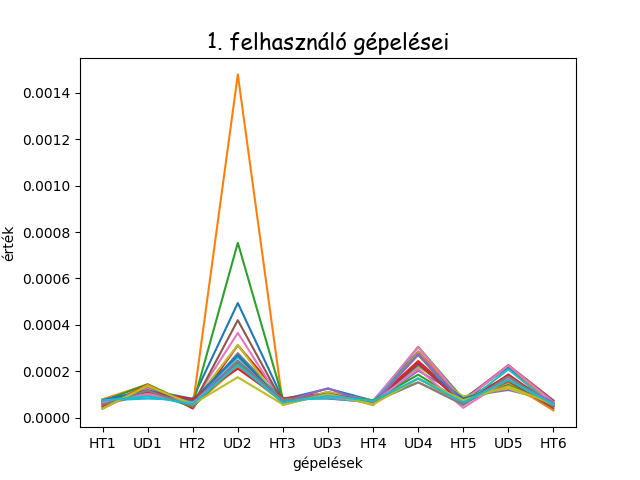 1. felhasználó gépelései
0.0014
0.0012
0.0010
0.0008
0.0006
0.0004
0.0002
0.0000
érték
HT1 UD1 HT2 UD2 HT3 UD3 HT4 UD4 HT5 UD5 HT6
gépelések